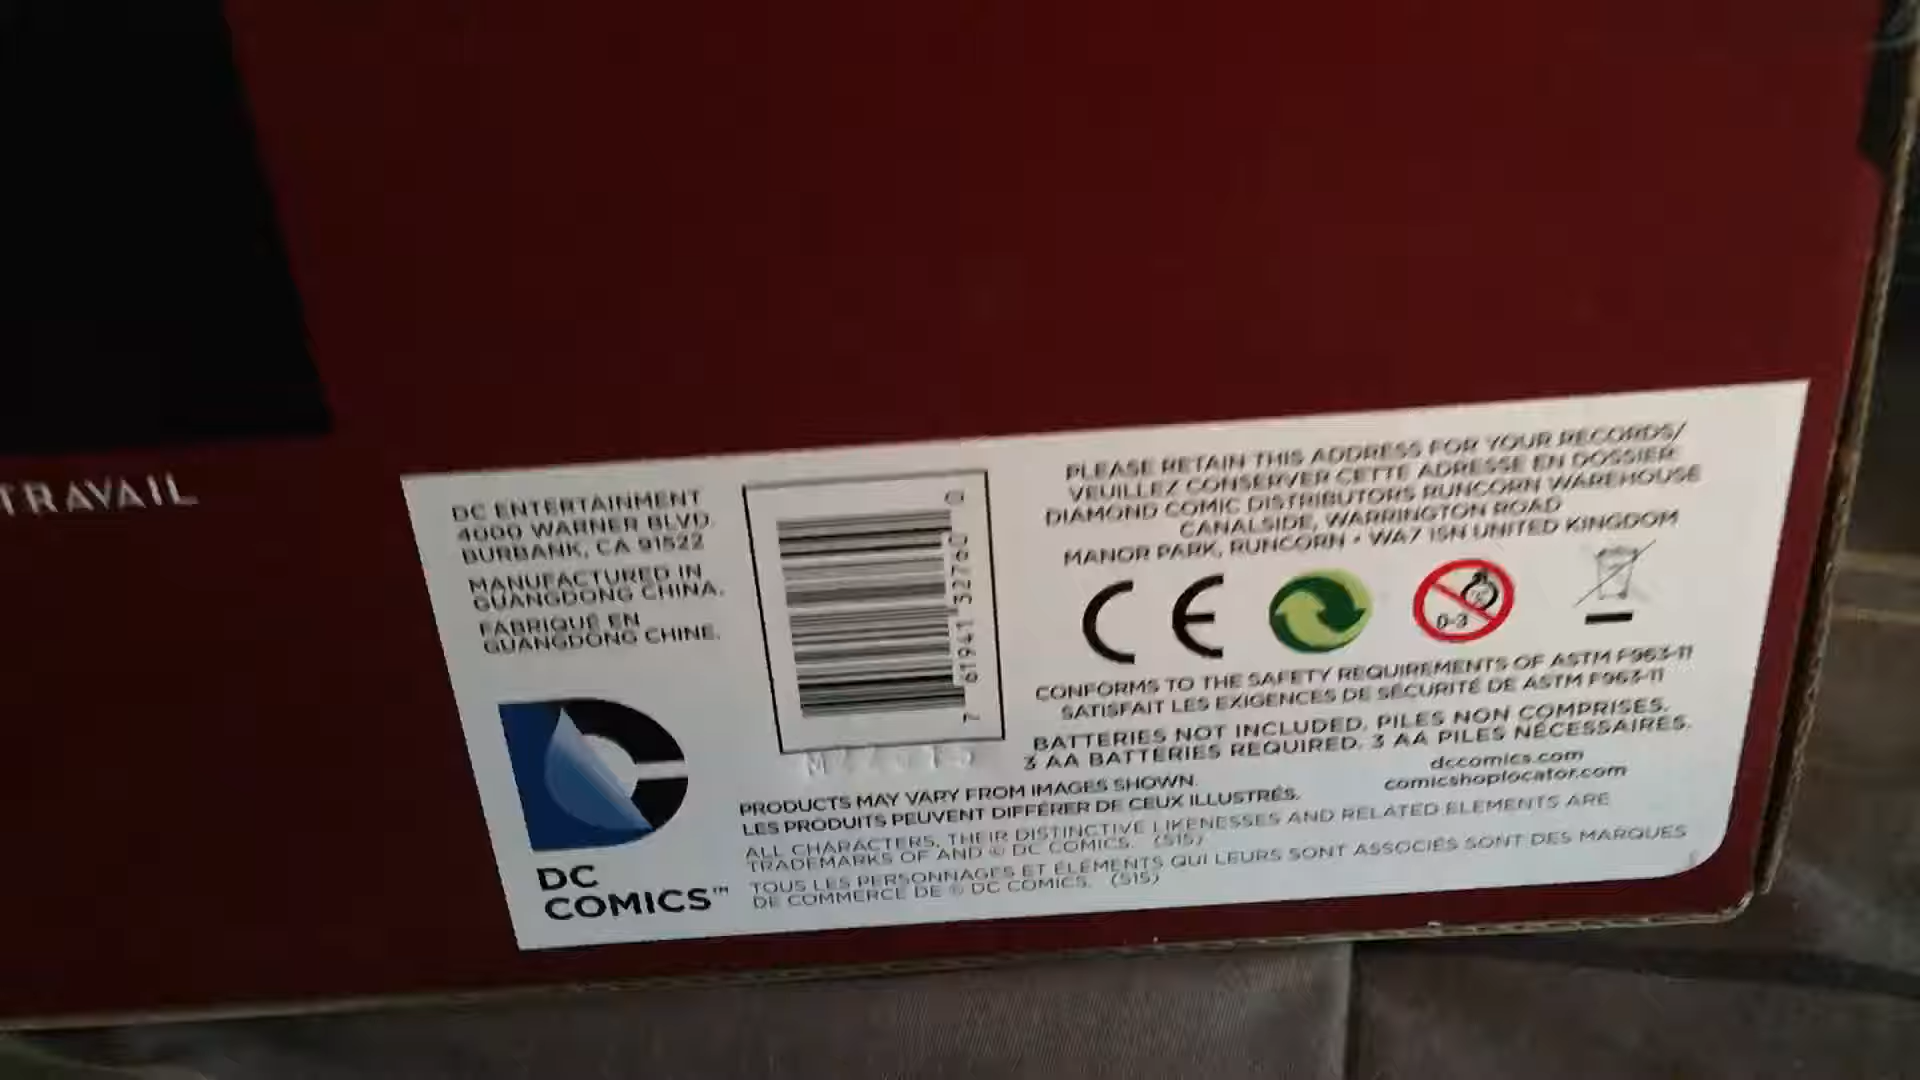 TRAVAIL
DC ENTERTAINMENT
4000 WARNER BLVD.
BURBANK, CA 91522
MANUFACTURED IN
GUANGDONG CHINA.
FABRIQUÉ EN
GUANGDONG CHINE.
DC
COMICS™
7 61941 32760 0
PLEASE RETAIN THIS ADDRESS FOR YOUR RECORDS/
VEUILLEZ CONSERVER CETTE ADRESSE EN DOSSIER
DIAMOND COMIC DISTRIBUTORS RUNCORN WAREHOUSE
CANALSIDE, WARRINGTON ROAD
MANOR PARK, RUNCORN • WA7 1SN UNITED KINGDOM
CE
0-3
CONFORMS TO THE SAFETY REQUIREMENTS OF ASTM F963-11
SATISFAIT LES EXIGENCES DE SÉCURITÉ DE ASTM F963-11
BATTERIES NOT INCLUDED. PILES NON COMPRISES.
3 AA BATTERIES REQUIRED. 3 AA PILES NÉCESSAIRES.
dccomics.com
comicshoplocator.com
PRODUCTS MAY VARY FROM IMAGES SHOWN.
LES PRODUITS PEUVENT DIFFÉRER DE CEUX ILLUSTRÉS.
ALL CHARACTERS, THEIR DISTINCTIVE LIKENESSES AND RELATED ELEMENTS ARE
TRADEMARKS OF AND © DC COMICS. (S15)
TOUS LES PERSONNAGES ET ÉLÉMENTS QUI LEURS SONT ASSOCIÉS SONT DES MARQUES
DE COMMERCE DE © DC COMICS. (S15)